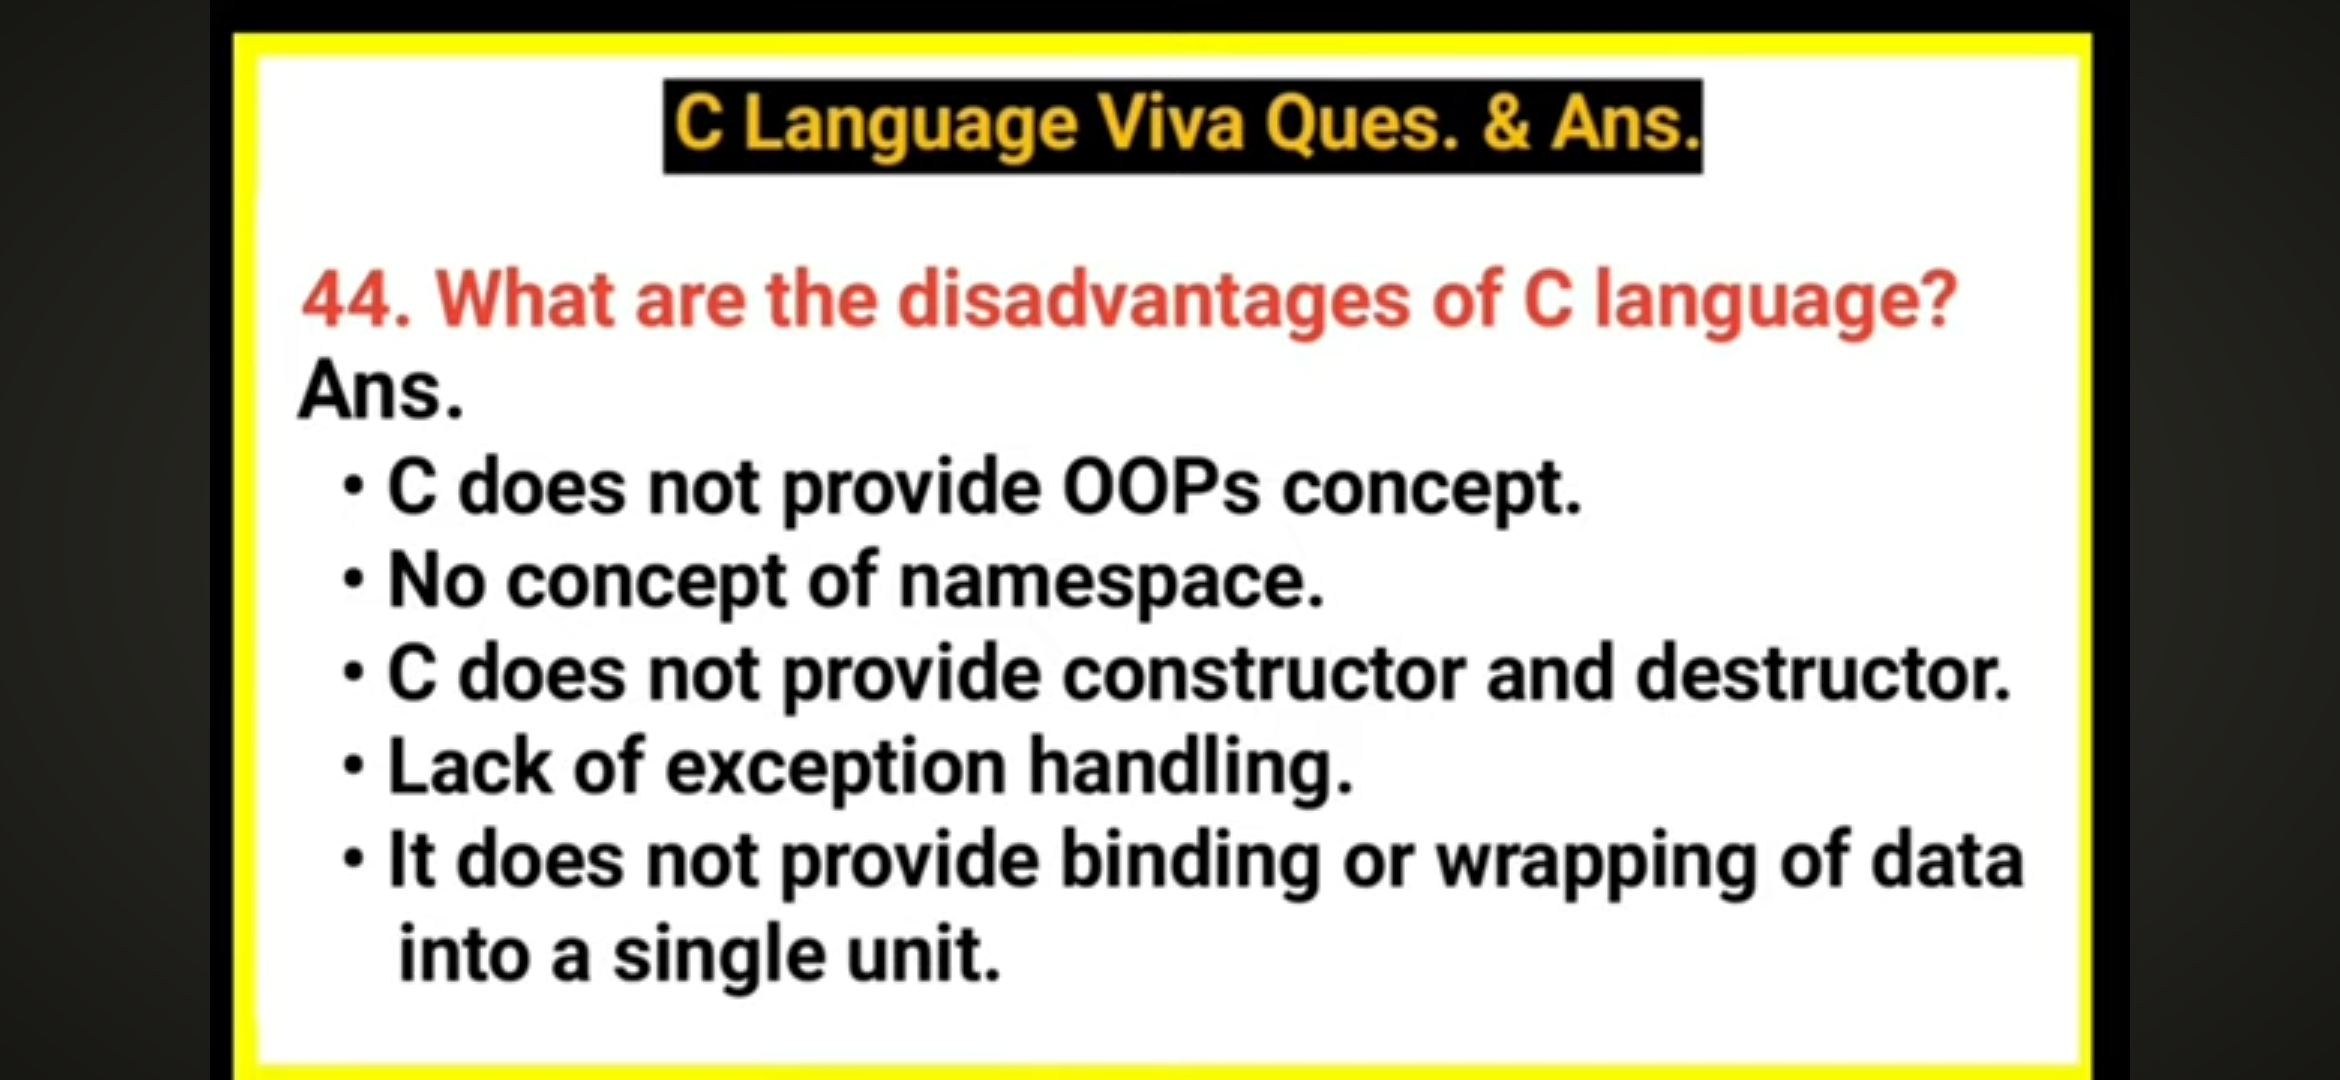 C Language Viva Ques. & Ans.
44. What are the disadvantages of C language?
Ans.
• C does not provide OOPs concept.
• No concept of namespace.
• C does not provide constructor and destructor.
• Lack of exception handling.
• It does not provide binding or wrapping of data
into a single unit.